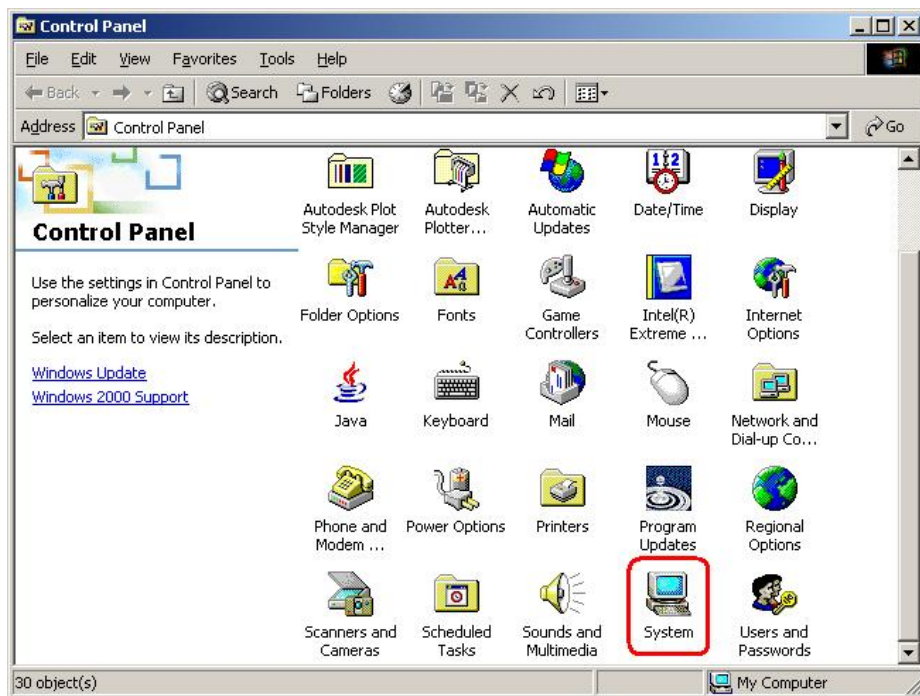 Control Panel
File Edit View Favorites Tools Help
Back Search Folders
Address Control Panel Go
Control Panel
Use the settings in Control Panel to
personalize your computer.
Select an item to view its description.
Windows Update
Windows 2000 Support
Autodesk Plot
Style Manager
Autodesk
Plotter...
Automatic
Updates
Date/Time
Display
Folder Options
Fonts
Game
Controllers
Intel(R)
Extreme ...
Internet
Options
Java
Keyboard
Mail
Mouse
Network and
Dial-up Co...
Phone and
Modem ...
Power Options
Printers
Program
Updates
Regional
Options
Scanners and
Cameras
Scheduled
Tasks
Sounds and
Multimedia
System
Users and
Passwords
30 object(s)
My Computer